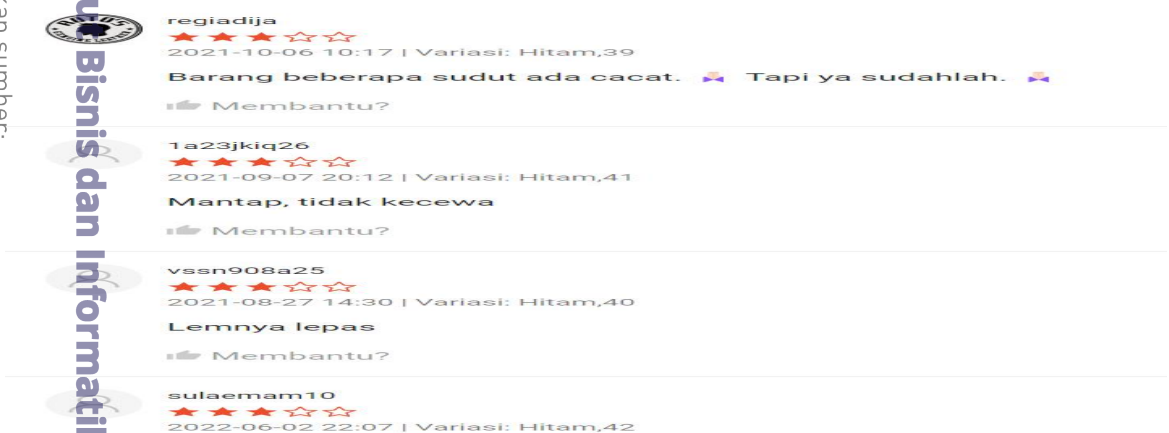 regiadija
2021-10-06 10:17 | Variasi: Hitam,39
Barang beberapa sudut ada cacat. Tapi ya sudahlah.
Membantu?
1a23jkiq26
2021-09-07 20:12 | Variasi: Hitam,41
Mantap, tidak kecewa
Membantu?
vssn908a25
2021-08-27 14:30 | Variasi: Hitam,40
Lemnya lepas
Membantu?
sulaemam10
2022-06-02 22:07 | Variasi: Hitam,42
Bisnis dan Informati
sumber: